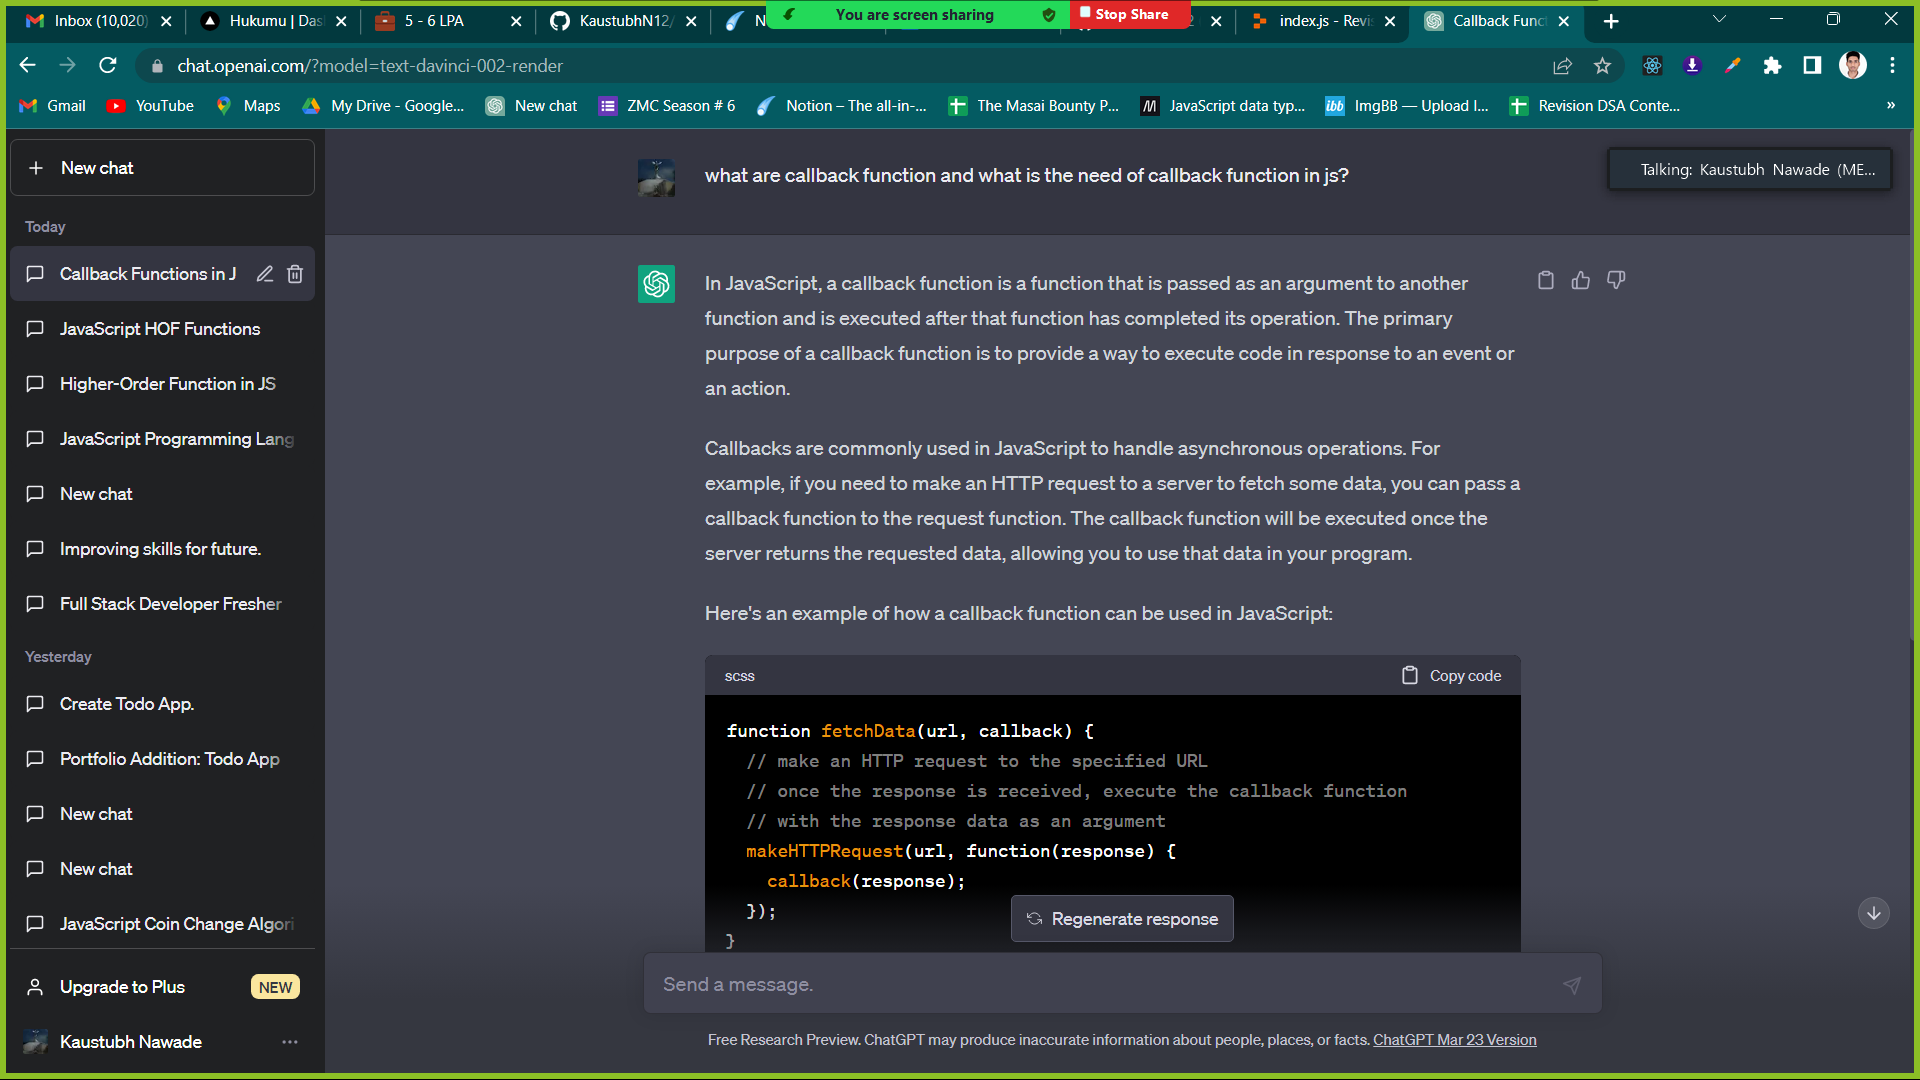 Inbox (10,020)
Hukumu | Das
5 - 6 LPA
KaustubhN12/
N
You are screen sharing
Stop Share
2
index.js - Revis
Callback Funct
chat.openai.com/?model=text-davinci-002-render
Gmail
YouTube
Maps
My Drive - Google...
New chat
ZMC Season # 6
Notion – The all-in-...
The Masai Bounty P...
JavaScript data typ...
ibb
ImgBB — Upload I...
Revision DSA Conte...
»
New chat
Today
Callback Functions in J
JavaScript HOF Functions
Higher-Order Function in JS
JavaScript Programming Lang
New chat
Improving skills for future.
Full Stack Developer Fresher
Yesterday
Create Todo App.
Portfolio Addition: Todo App
New chat
New chat
JavaScript Coin Change Algori
Upgrade to Plus
NEW
Kaustubh Nawade
what are callback function and what is the need of callback function in js?
Talking: Kaustubh Nawade (ME...
In JavaScript, a callback function is a function that is passed as an argument to another
function and is executed after that function has completed its operation. The primary
purpose of a callback function is to provide a way to execute code in response to an event or
an action.
Callbacks are commonly used in JavaScript to handle asynchronous operations. For
example, if you need to make an HTTP request to a server to fetch some data, you can pass a
callback function to the request function. The callback function will be executed once the
server returns the requested data, allowing you to use that data in your program.
Here's an example of how a callback function can be used in JavaScript:
scss
Copy code
function fetchData(url, callback) {
// make an HTTP request to the specified URL
// once the response is received, execute the callback function
// with the response data as an argument
makeHTTPRequest(url, function(response) {
callback(response);
});
}
Regenerate response
Send a message.
Free Research Preview. ChatGPT may produce inaccurate information about people, places, or facts. ChatGPT Mar 23 Version